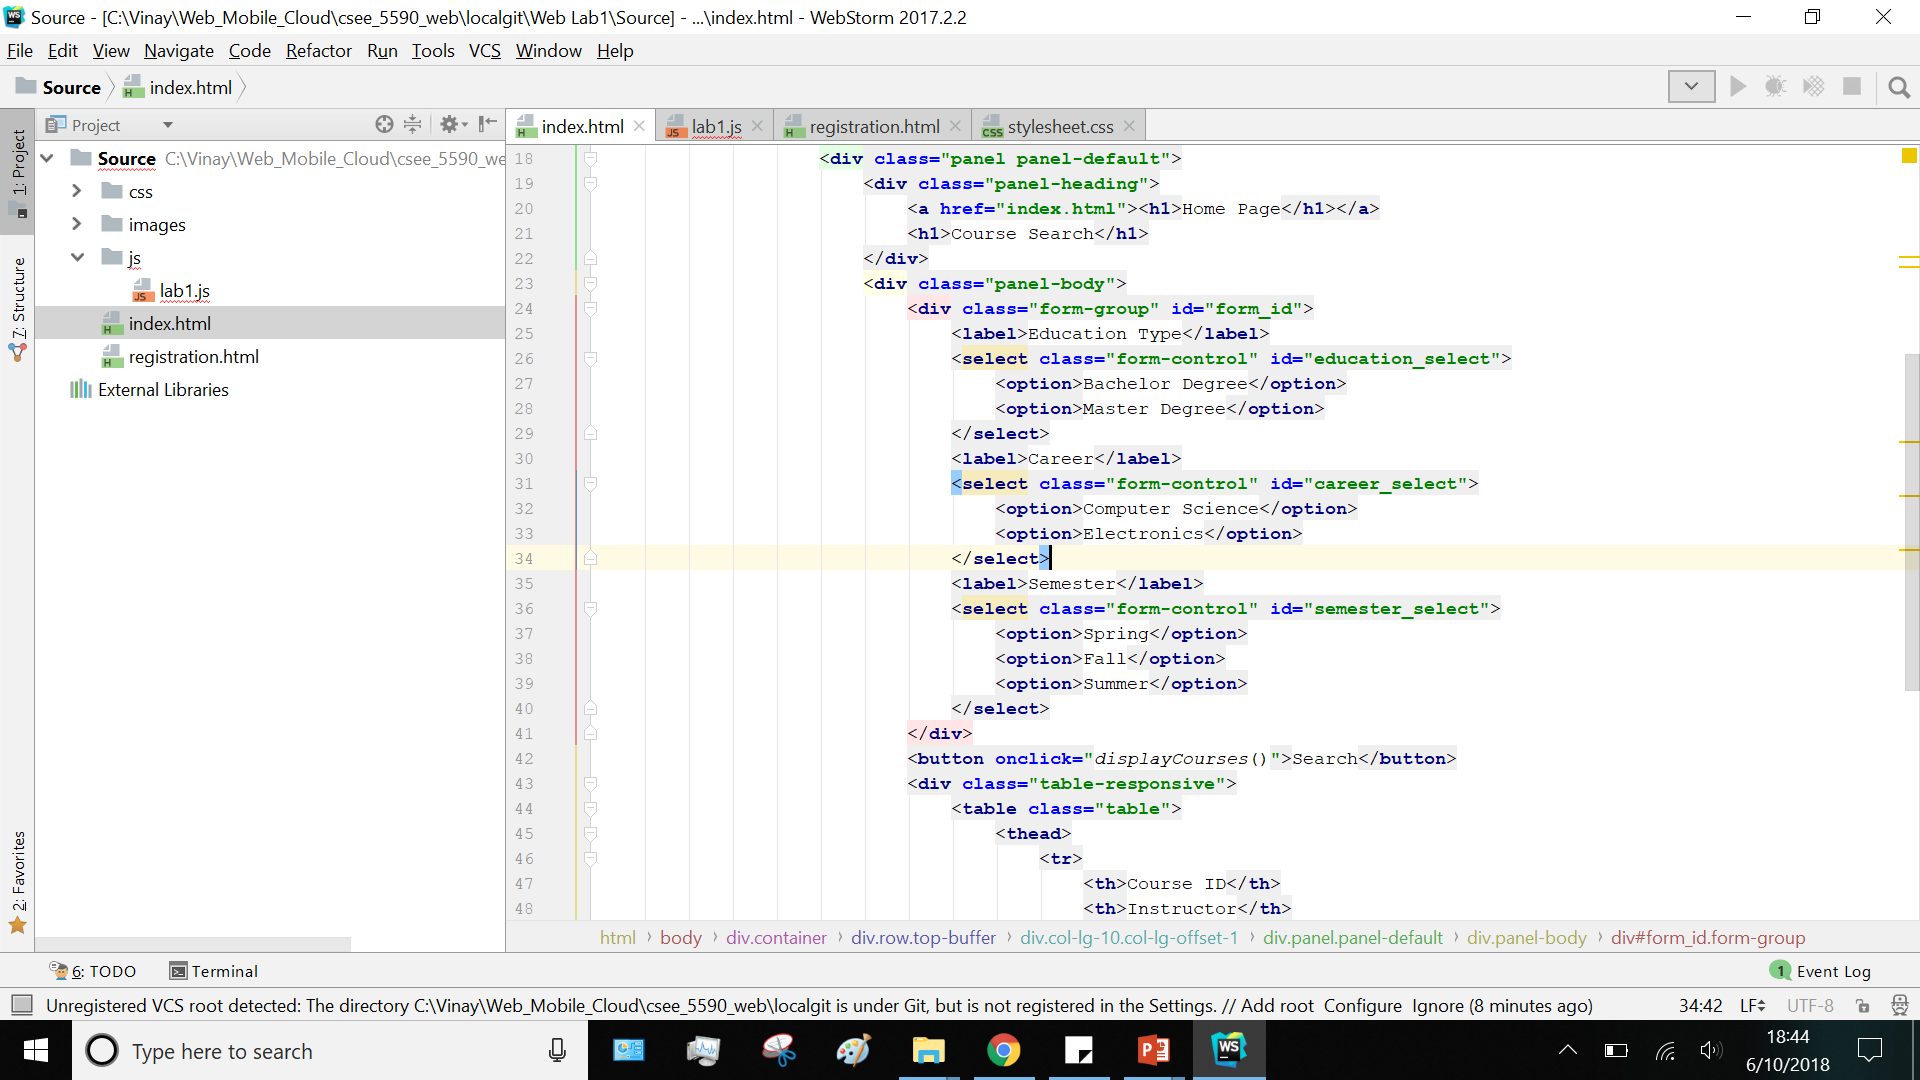 Source - [C:\Vinay\Web_Mobile_Cloud\csee_5590_web\localgit\Web Lab1\Source] - ...\index.html - WebStorm 2017.2.2
File Edit View Navigate Code Refactor Run Tools VCS Window Help
Source index.html
Project
index.html lab1.js registration.html stylesheet.css
1: Project
7: Structure
2: Favorites
Source C:\Vinay\Web_Mobile_Cloud\csee_5590_we
css
images
js
lab1.js
index.html
registration.html
External Libraries
18 <div class="panel panel-default">
19 <div class="panel-heading">
20 <a href="index.html"><h1>Home Page</h1></a>
21 <h1>Course Search</h1>
22 </div>
23 <div class="panel-body">
24 <div class="form-group" id="form_id">
25 <label>Education Type</label>
26 <select class="form-control" id="education_select">
27 <option>Bachelor Degree</option>
28 <option>Master Degree</option>
29 </select>
30 <label>Career</label>
31 <select class="form-control" id="career_select">
32 <option>Computer Science</option>
33 <option>Electronics</option>
34 </select>
35 <label>Semester</label>
36 <select class="form-control" id="semester_select">
37 <option>Spring</option>
38 <option>Fall</option>
39 <option>Summer</option>
40 </select>
41 </div>
42 <button onclick="displayCourses()">Search</button>
43 <div class="table-responsive">
44 <table class="table">
45 <thead>
46 <tr>
47 <th>Course ID</th>
48 <th>Instructor</th>
html › body › div.container › div.row.top-buffer › div.col-lg-10.col-lg-offset-1 › div.panel.panel-default › div.panel-body › div#form_id.form-group
6: TODO Terminal 1 Event Log
Unregistered VCS root detected: The directory C:\Vinay\Web_Mobile_Cloud\csee_5590_web\localgit is under Git, but is not registered in the Settings. // Add root Configure Ignore (8 minutes ago) 34:42 LF UTF-8
Type here to search
18:44
6/10/2018